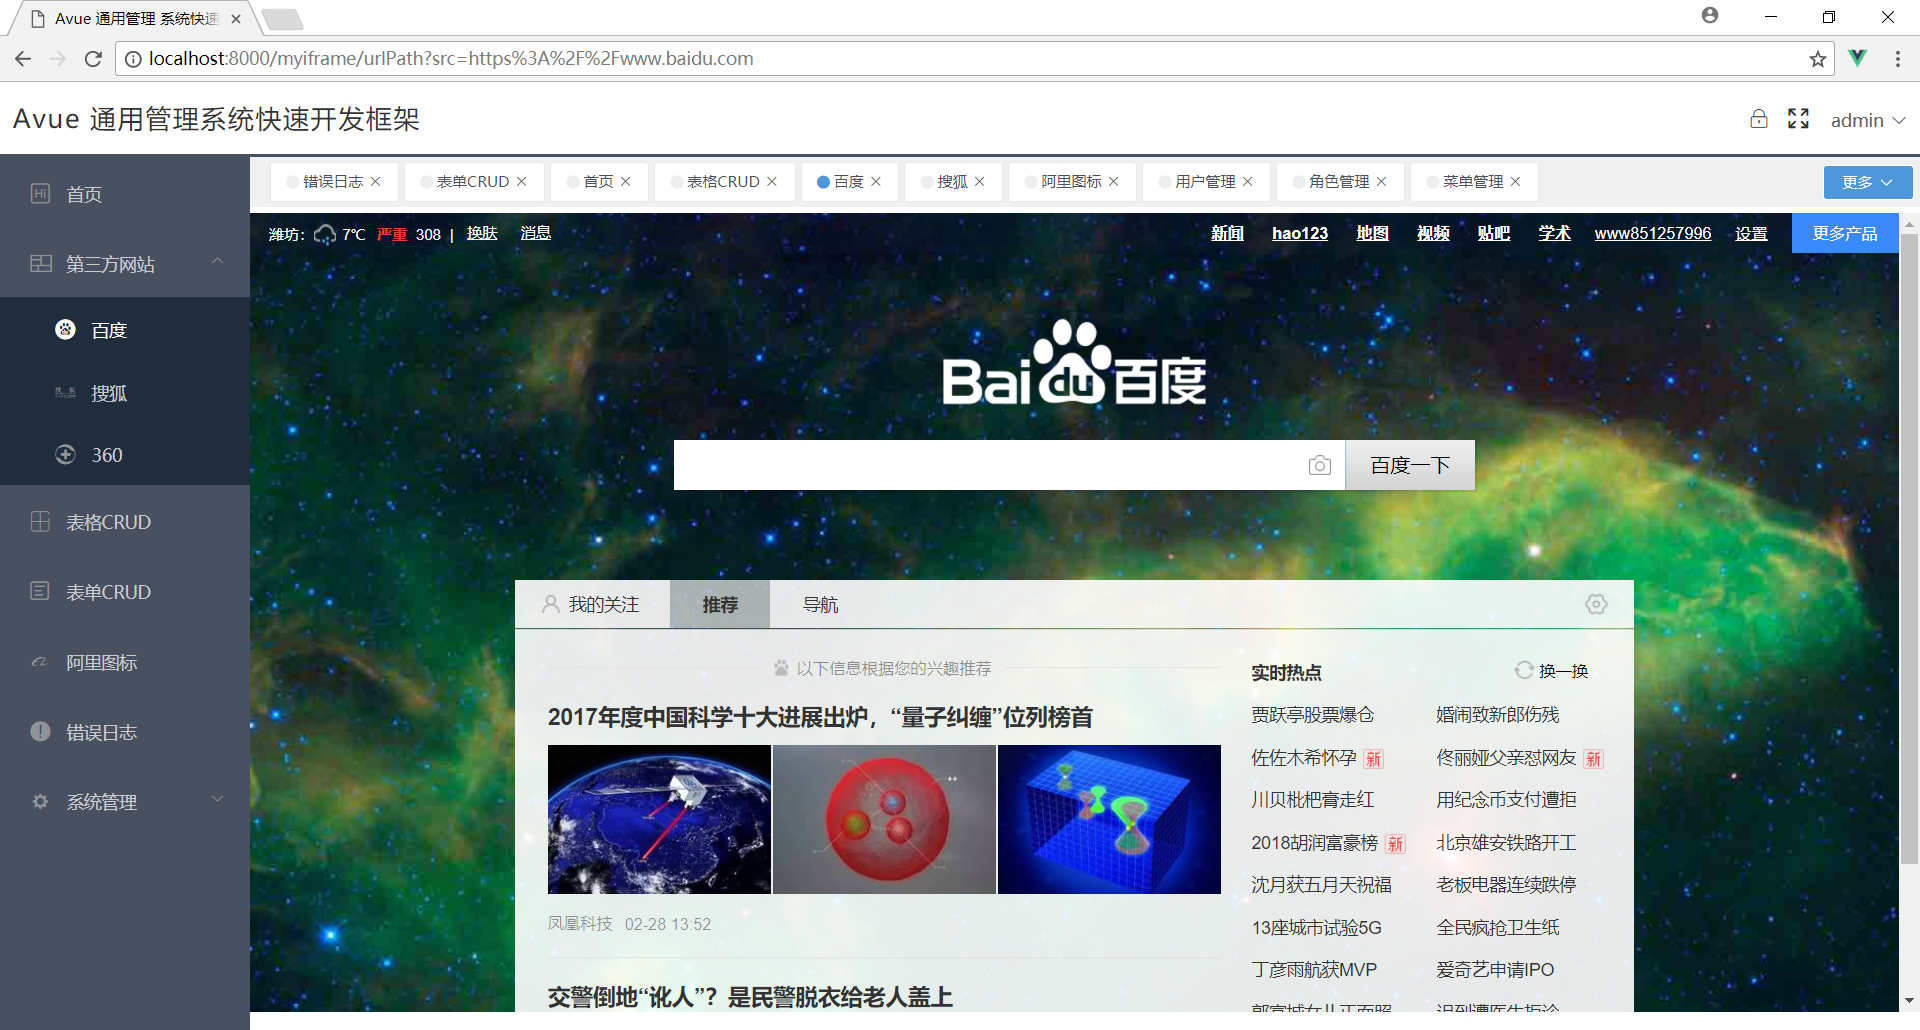 Avue 通用管理 系统快速
localhost:8000/myiframe/urlPath?src=https%3A%2F%2Fwww.baidu.com
Avue 通用管理系统快速开发框架
admin
首页
第三方网站
百度
搜狐
360
表格CRUD
表单CRUD
阿里图标
错误日志
系统管理
错误日志 表单CRUD 首页 表格CRUD 百度 搜狐 阿里图标 用户管理 角色管理 菜单管理 更多
潍坊: 7℃ 严重 308 | 换肤 消息 新闻 hao123 地图 视频 贴吧 学术 www851257996 设置 更多产品
Bai du 百度
百度一下
我的关注 推荐 导航
以下信息根据您的兴趣推荐
2017年度中国科学十大进展出炉，“量子纠缠”位列榜首
凤凰科技 02-28 13:52
交警倒地“讹人”？是民警脱衣给老人盖上
实时热点 换一换
贾跃亭股票爆仓 婚闹致新郎伤残
佐佐木希怀孕 新 佟丽娅父亲怼网友 新
川贝枇杷膏走红 用纪念币支付遭拒
2018胡润富豪榜 新 北京雄安铁路开工
沈月获五月天祝福 老板电器连续跌停
13座城市试验5G 全民疯抢卫生纸
丁彦雨航获MVP 爱奇艺申请IPO